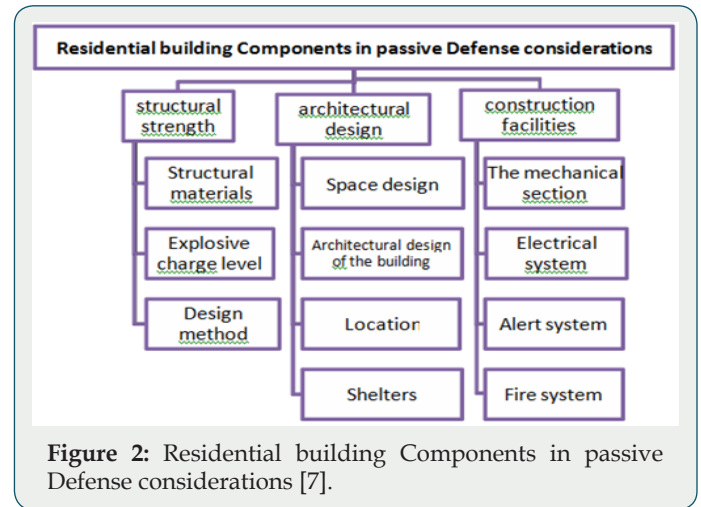 Residential building Components in passive Defense considerations
structural
strength
architectural
design
construction
facilities
Structural
materials
Explosive
charge level
Design
method
Space design
Architectural design
of the building
Location
Shelters
The mechanical
section
Electrical
system
Alert system
Fire system
Figure 2: Residential building Components in passive
Defense considerations [7].